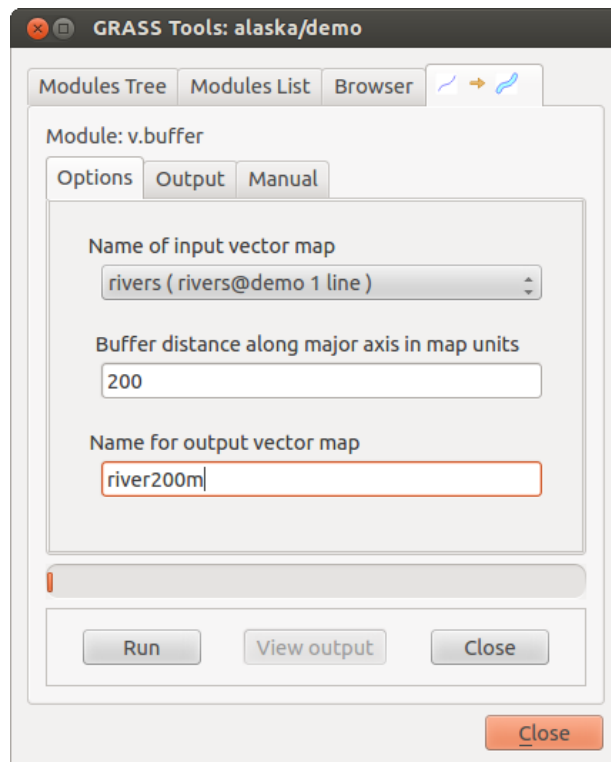 GRASS Tools: alaska/demo
Modules Tree Modules List Browser
Module: v.buffer
Options Output Manual
Name of input vector map
rivers ( rivers@demo 1 line )
Buffer distance along major axis in map units
200
Name for output vector map
river200m
Run View output Close
Close